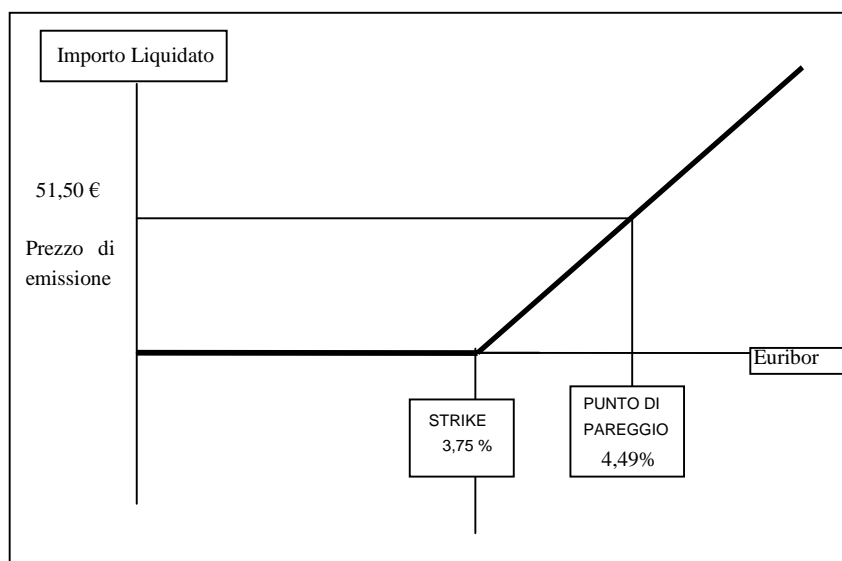 Importo Liquidato
51,50 €
Prezzo di
emissione
Euribor
STRIKE
3,75 %
PUNTO DI
PAREGGIO
4,49%